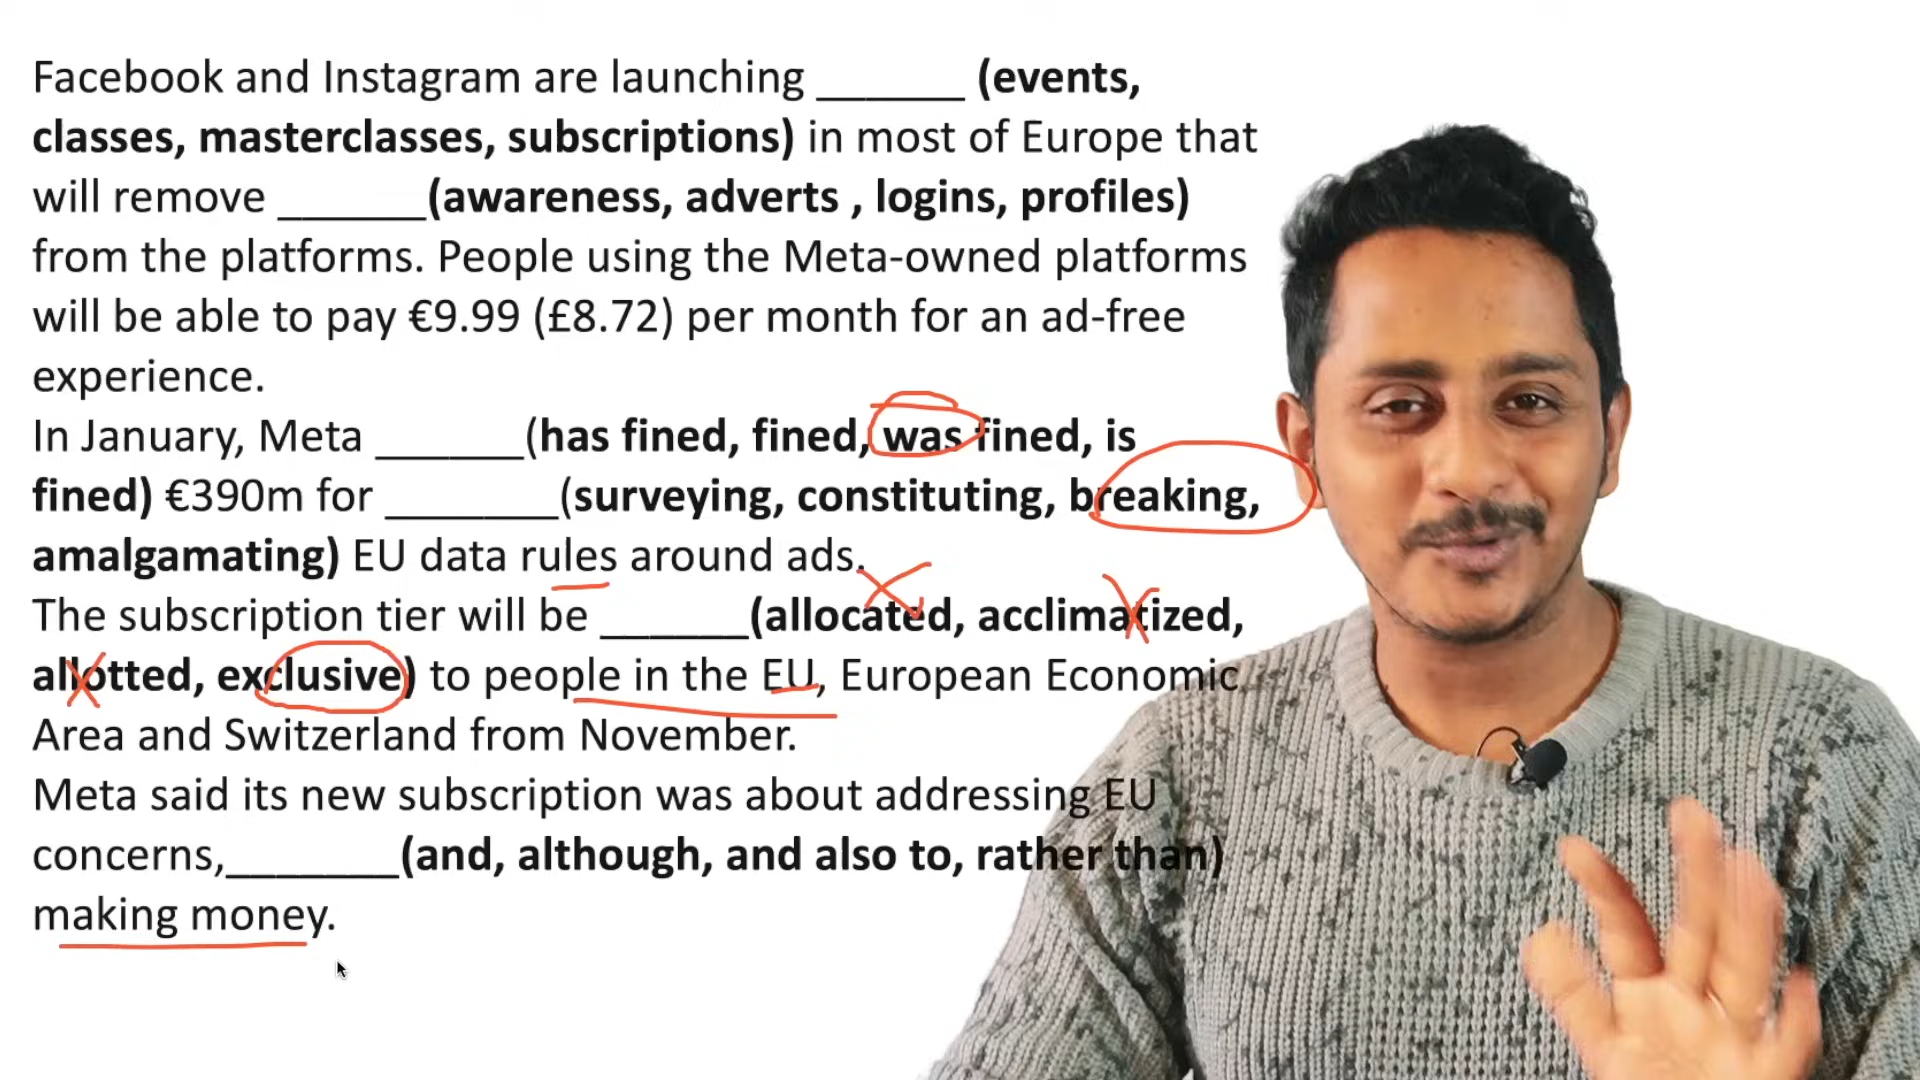 Facebook and Instagram are launching ______ (events,
classes, masterclasses, subscriptions) in most of Europe that
will remove ______(awareness, adverts , logins, profiles)
from the platforms. People using the Meta-owned platforms
will be able to pay €9.99 (£8.72) per month for an ad-free
experience.
In January, Meta ______(has fined, fined, was fined, is
fined) €390m for _______(surveying, constituting, breaking,
amalgamating) EU data rules around ads.
The subscription tier will be ______(allocated, acclimatized,
allotted, exclusive) to people in the EU, European Economic
Area and Switzerland from November.
Meta said its new subscription was about addressing EU
concerns,_______(and, although, and also to, rather than)
making money.